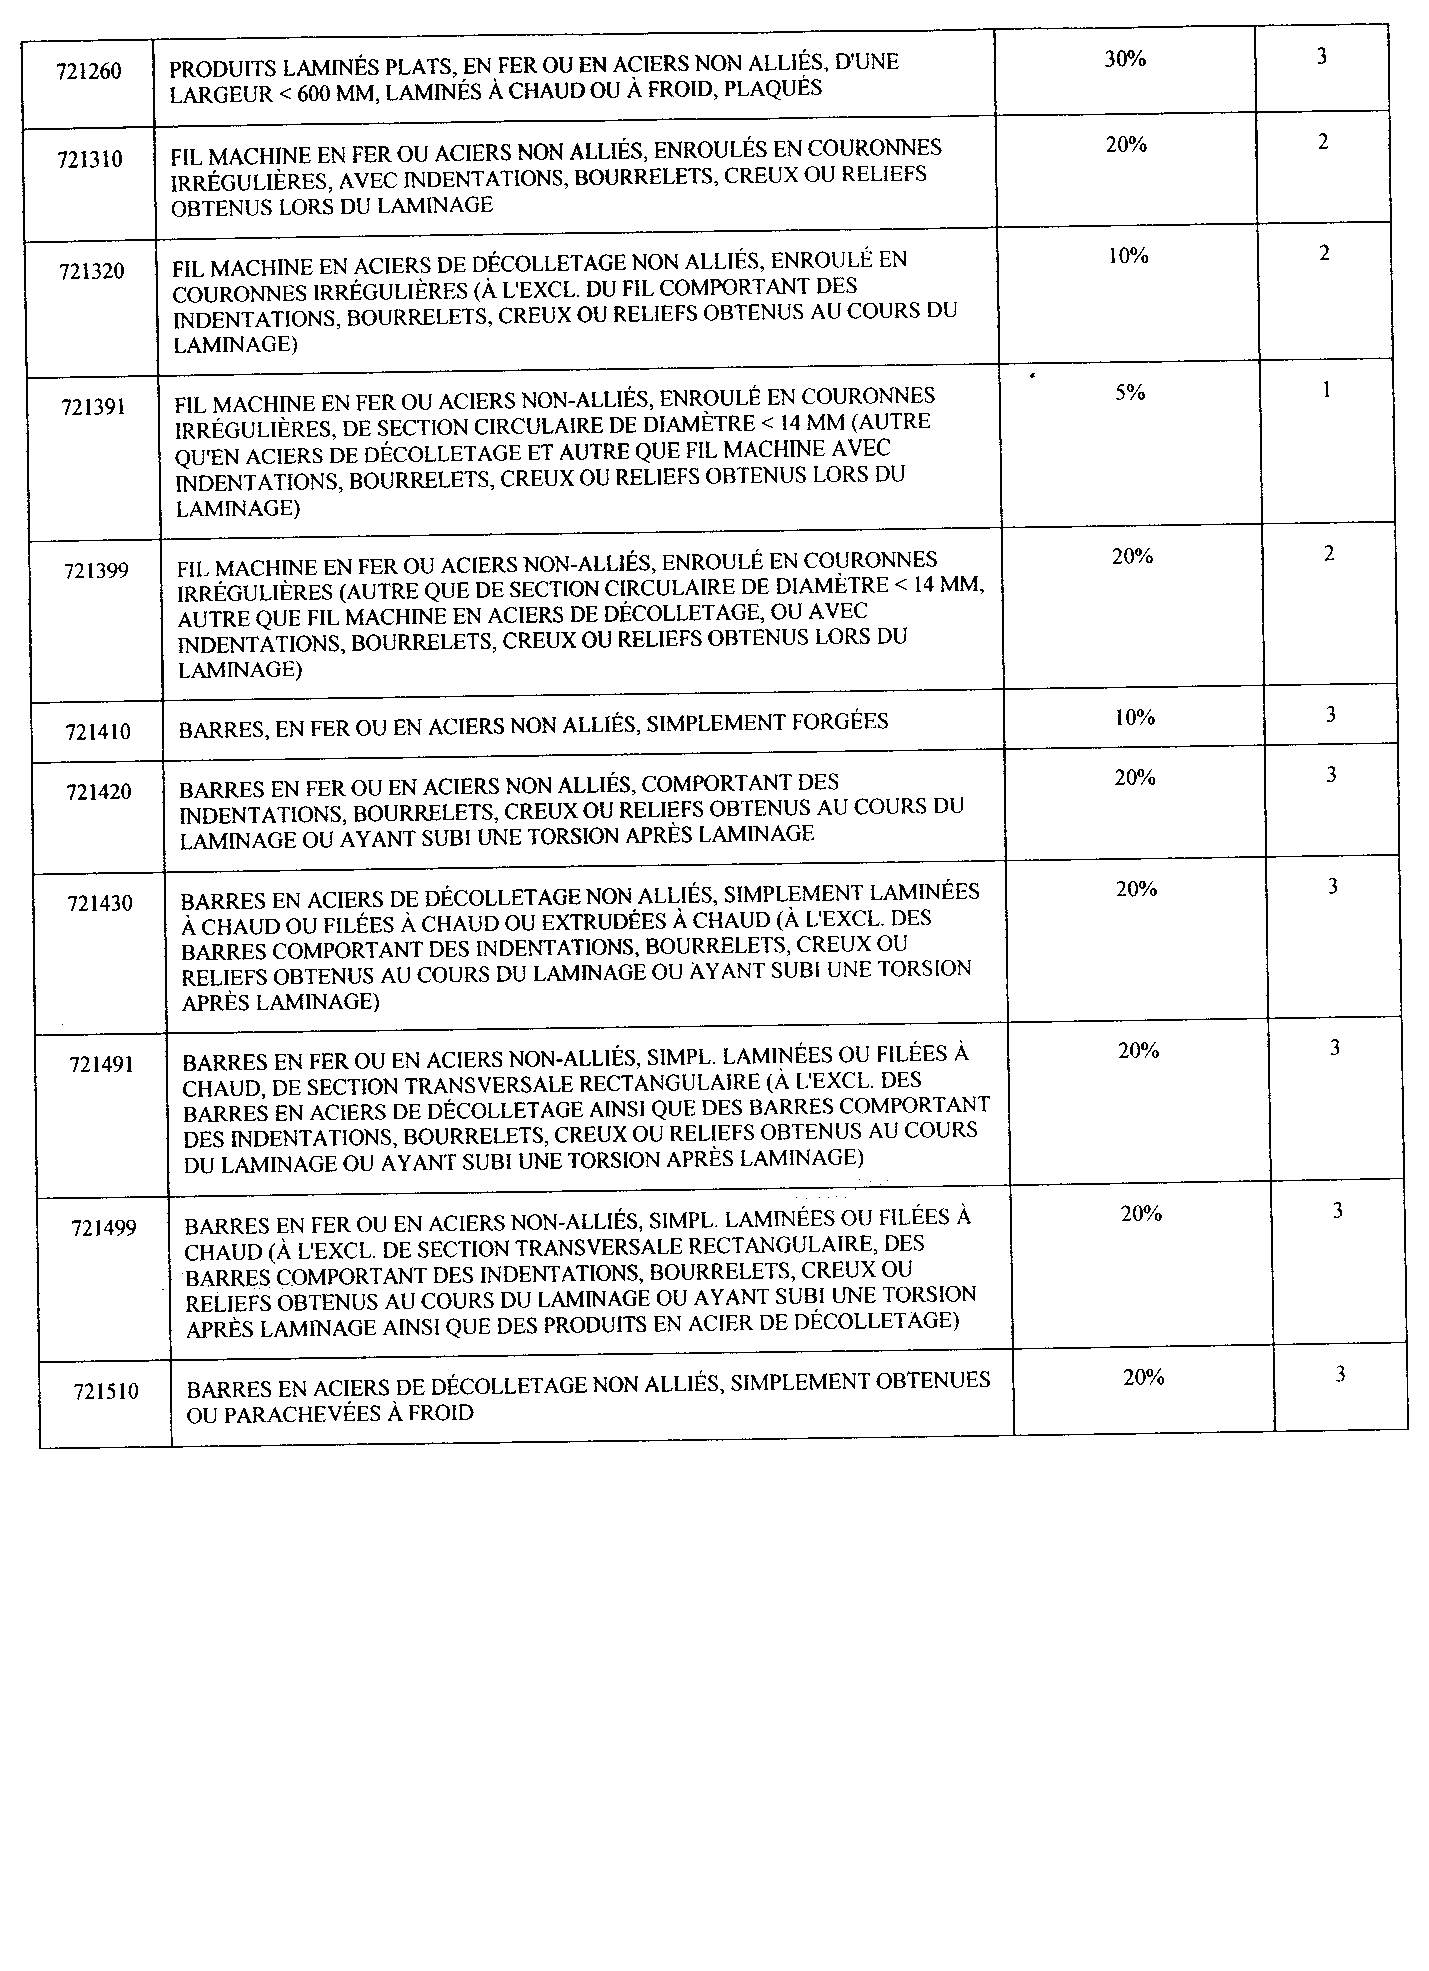 721260 PRODUITS LAMINÉS PLATS, EN FER OU EN ACIERS NON ALLIÉS, D'UNE 30% 3
LARGEUR < 600 MM, LAMINÉS À CHAUD OU À FROID, PLAQUÉS
721310 FIL MACHINE EN FER OU ACIERS NON ALLIÉS, ENROULÉS EN COURONNES 20% 2
IRRÉGULIÈRES, AVEC INDENTATIONS, BOURRELETS, CREUX OU RELIEFS
OBTENUS LORS DU LAMINAGE
721320 FIL MACHINE EN ACIERS DE DÉCOLLETAGE NON ALLIÉS, ENROULÉ EN 10% 2
COURONNES IRRÉGULIÈRES (À L'EXCL. DU FIL COMPORTANT DES
INDENTATIONS, BOURRELETS, CREUX OU RELIEFS OBTENUS AU COURS DU
LAMINAGE)
721391 FIL MACHINE EN FER OU ACIERS NON-ALLIÉS, ENROULÉ EN COURONNES 5% 1
IRRÉGULIÈRES, DE SECTION CIRCULAIRE DE DIAMÈTRE < 14 MM (AUTRE
QU'EN ACIERS DE DÉCOLLETAGE ET AUTRE QUE FIL MACHINE AVEC
INDENTATIONS, BOURRELETS, CREUX OU RELIEFS OBTENUS LORS DU
LAMINAGE)
721399 FIL MACHINE EN FER OU ACIERS NON-ALLIÉS, ENROULÉ EN COURONNES 20% 2
IRRÉGULIÈRES (AUTRE QUE DE SECTION CIRCULAIRE DE DIAMÈTRE < 14 MM,
AUTRE QUE FIL MACHINE EN ACIERS DE DÉCOLLETAGE, OU AVEC
INDENTATIONS, BOURRELETS, CREUX OU RELIEFS OBTENUS LORS DU
LAMINAGE)
721410 BARRES, EN FER OU EN ACIERS NON ALLIÉS, SIMPLEMENT FORGÉES 10% 3
721420 BARRES EN FER OU EN ACIERS NON ALLIÉS, COMPORTANT DES 20% 3
INDENTATIONS, BOURRELETS, CREUX OU RELIEFS OBTENUS AU COURS DU
LAMINAGE OU AYANT SUBI UNE TORSION APRÈS LAMINAGE
721430 BARRES EN ACIERS DE DÉCOLLETAGE NON ALLIÉS, SIMPLEMENT LAMINÉES 20% 3
À CHAUD OU FILÉES À CHAUD OU EXTRUDÉES À CHAUD (À L'EXCL. DES
BARRES COMPORTANT DES INDENTATIONS, BOURRELETS, CREUX OU
RELIEFS OBTENUS AU COURS DU LAMINAGE OU AYANT SUBI UNE TORSION
APRÈS LAMINAGE)
721491 BARRES EN FER OU EN ACIERS NON-ALLIÉS, SIMPL. LAMINÉES OU FILÉES À 20% 3
CHAUD, DE SECTION TRANSVERSALE RECTANGULAIRE (À L'EXCL. DES
BARRES EN ACIERS DE DÉCOLLETAGE AINSI QUE DES BARRES COMPORTANT
DES INDENTATIONS, BOURRELETS, CREUX OU RELIEFS OBTENUS AU COURS
DU LAMINAGE OU AYANT SUBI UNE TORSION APRÈS LAMINAGE)
721499 BARRES EN FER OU EN ACIERS NON-ALLIÉS, SIMPL. LAMINÉES OU FILÉES À 20% 3
CHAUD (À L'EXCL. DE SECTION TRANSVERSALE RECTANGULAIRE, DES
BARRES COMPORTANT DES INDENTATIONS, BOURRELETS, CREUX OU
RELIEFS OBTENUS AU COURS DU LAMINAGE OU AYANT SUBI UNE TORSION
APRÈS LAMINAGE AINSI QUE DES PRODUITS EN ACIER DE DÉCOLLETAGE)
721510 BARRES EN ACIERS DE DÉCOLLETAGE NON ALLIÉS, SIMPLEMENT OBTENUES 20% 3
OU PARACHEVÉES À FROID